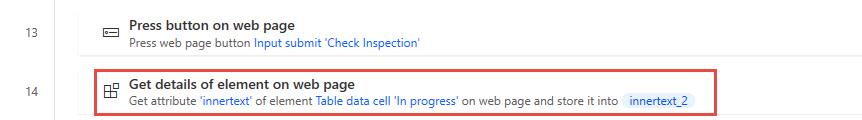 13
Press button on web page
Press web page button Input submit 'Check Inspection'
14
Get details of element on web page
Get attribute 'innertext' of element Table data cell 'In progress' on web page and store it into innertext_2